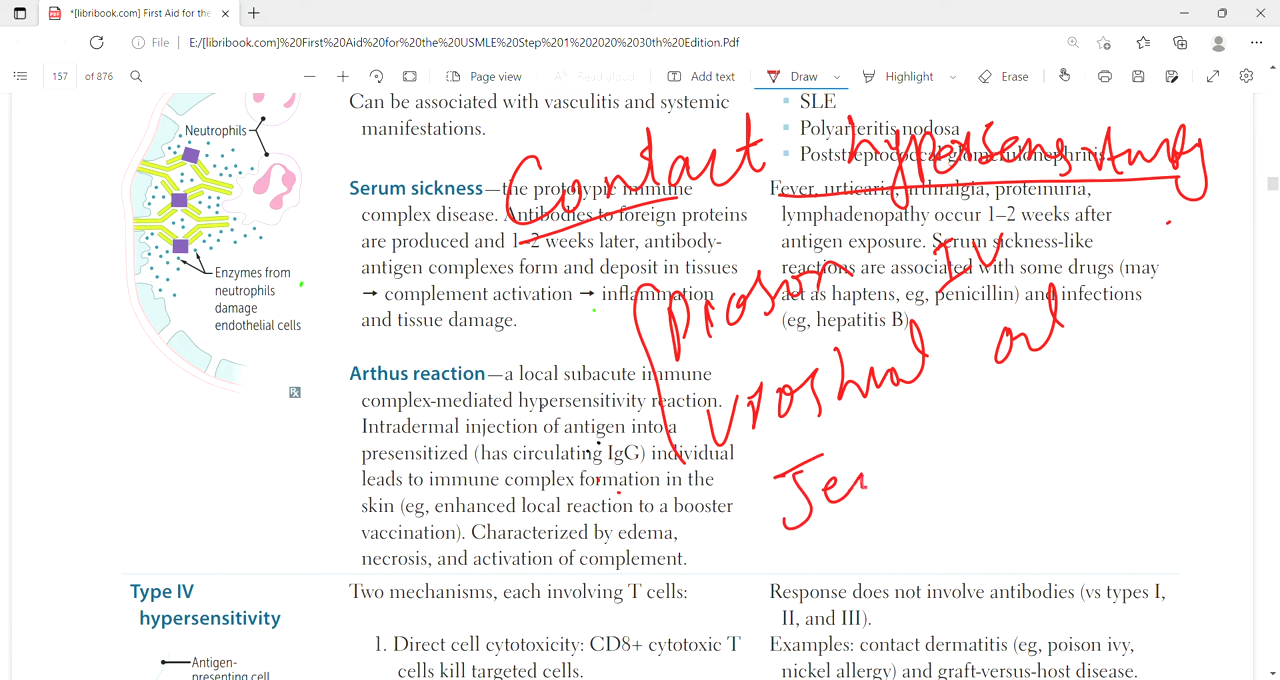 *[libribook.com] First Aid for the
File E:/[libribook.com]%20First%20Aid%20for%20the%20USMLE%20Step%201%202020%2030th%20Edition.Pdf
157 of 876 Page view Read aloud Add text Draw Highlight Erase
Neutrophils
Enzymes from
neutrophils
damage
endothelial cells
Can be associated with vasculitis and systemic
manifestations.
Serum sickness—the prototypic immune
complex disease. Antibodies to foreign proteins
are produced and 1–2 weeks later, antibody-
antigen complexes form and deposit in tissues
→ complement activation → inflammation
and tissue damage.
Arthus reaction—a local subacute immune
complex-mediated hypersensitivity reaction.
Intradermal injection of antigen into a
presensitized (has circulating IgG) individual
leads to immune complex formation in the
skin (eg, enhanced local reaction to a booster
vaccination). Characterized by edema,
necrosis, and activation of complement.
▪ SLE
▪ Polyarteritis nodosa
▪ Poststreptococcal glomerulonephritis
Fever, urticaria, arthralgia, proteinuria,
lymphadenopathy occur 1–2 weeks after
antigen exposure. Serum sickness-like
reactions are associated with some drugs (may
act as haptens, eg, penicillin) and infections
(eg, hepatitis B).
Contact
IV
Type IV
hypersensitivity
Antigen-
presenting cell
Two mechanisms, each involving T cells:
1. Direct cell cytotoxicity: CD8+ cytotoxic T
cells kill targeted cells.
Response does not involve antibodies (vs types I,
II, and III).
Examples: contact dermatitis (eg, poison ivy,
nickel allergy) and graft-versus-host disease.